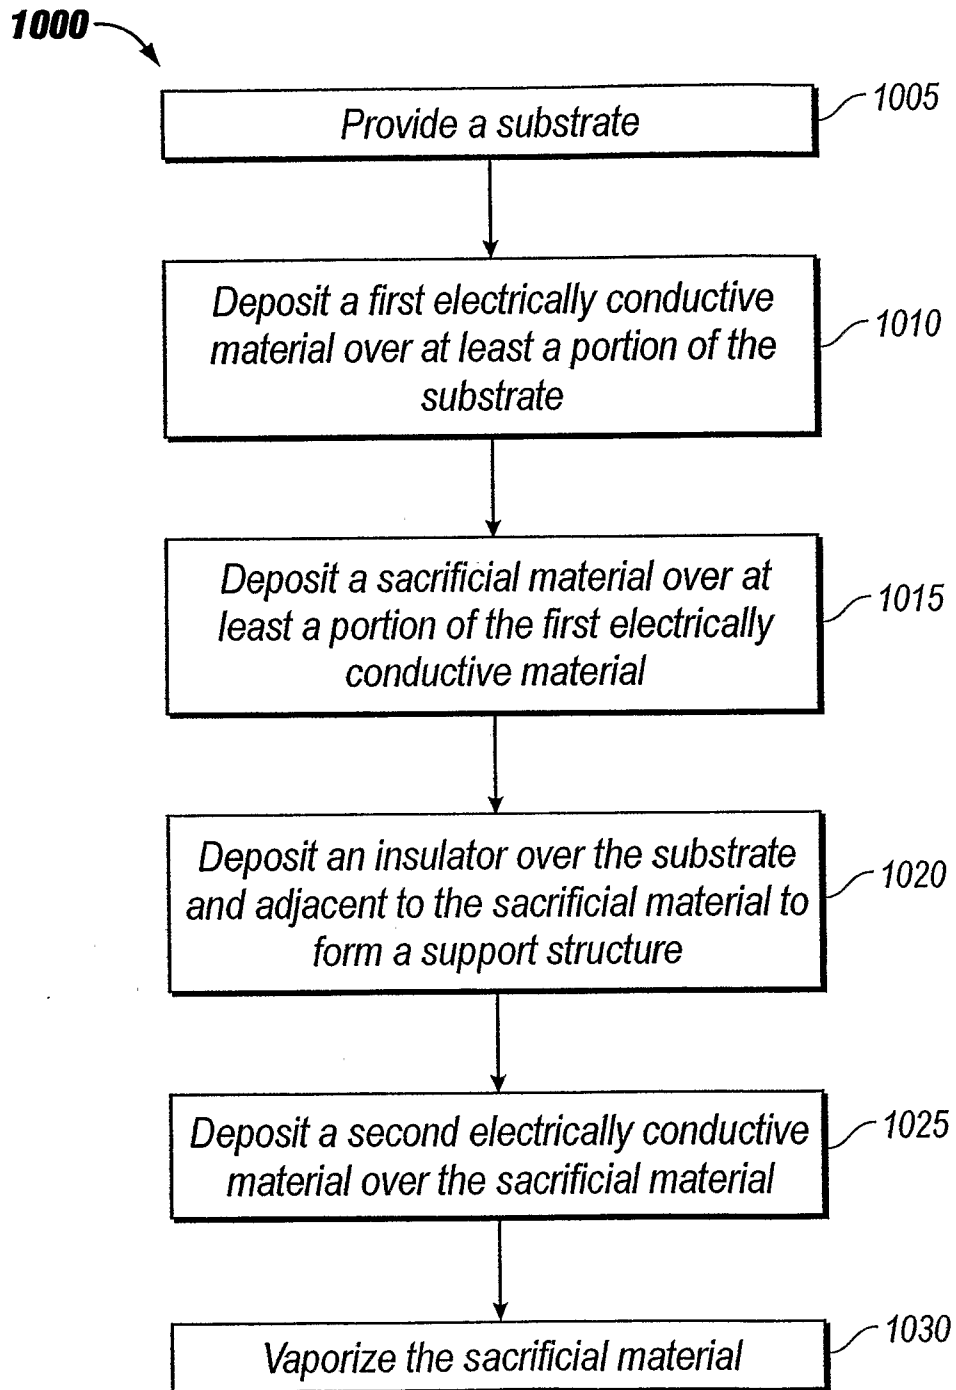 1000
Provide a substrate
1005
Deposit a first electrically conductive
material over at least a portion of the
substrate
1010
Deposit a sacrificial material over at
least a portion of the first electrically
conductive material
1015
Deposit an insulator over the substrate
and adjacent to the sacrificial material to
form a support structure
1020
Deposit a second electrically conductive
material over the sacrificial material
1025
Vaporize the sacrificial material
1030